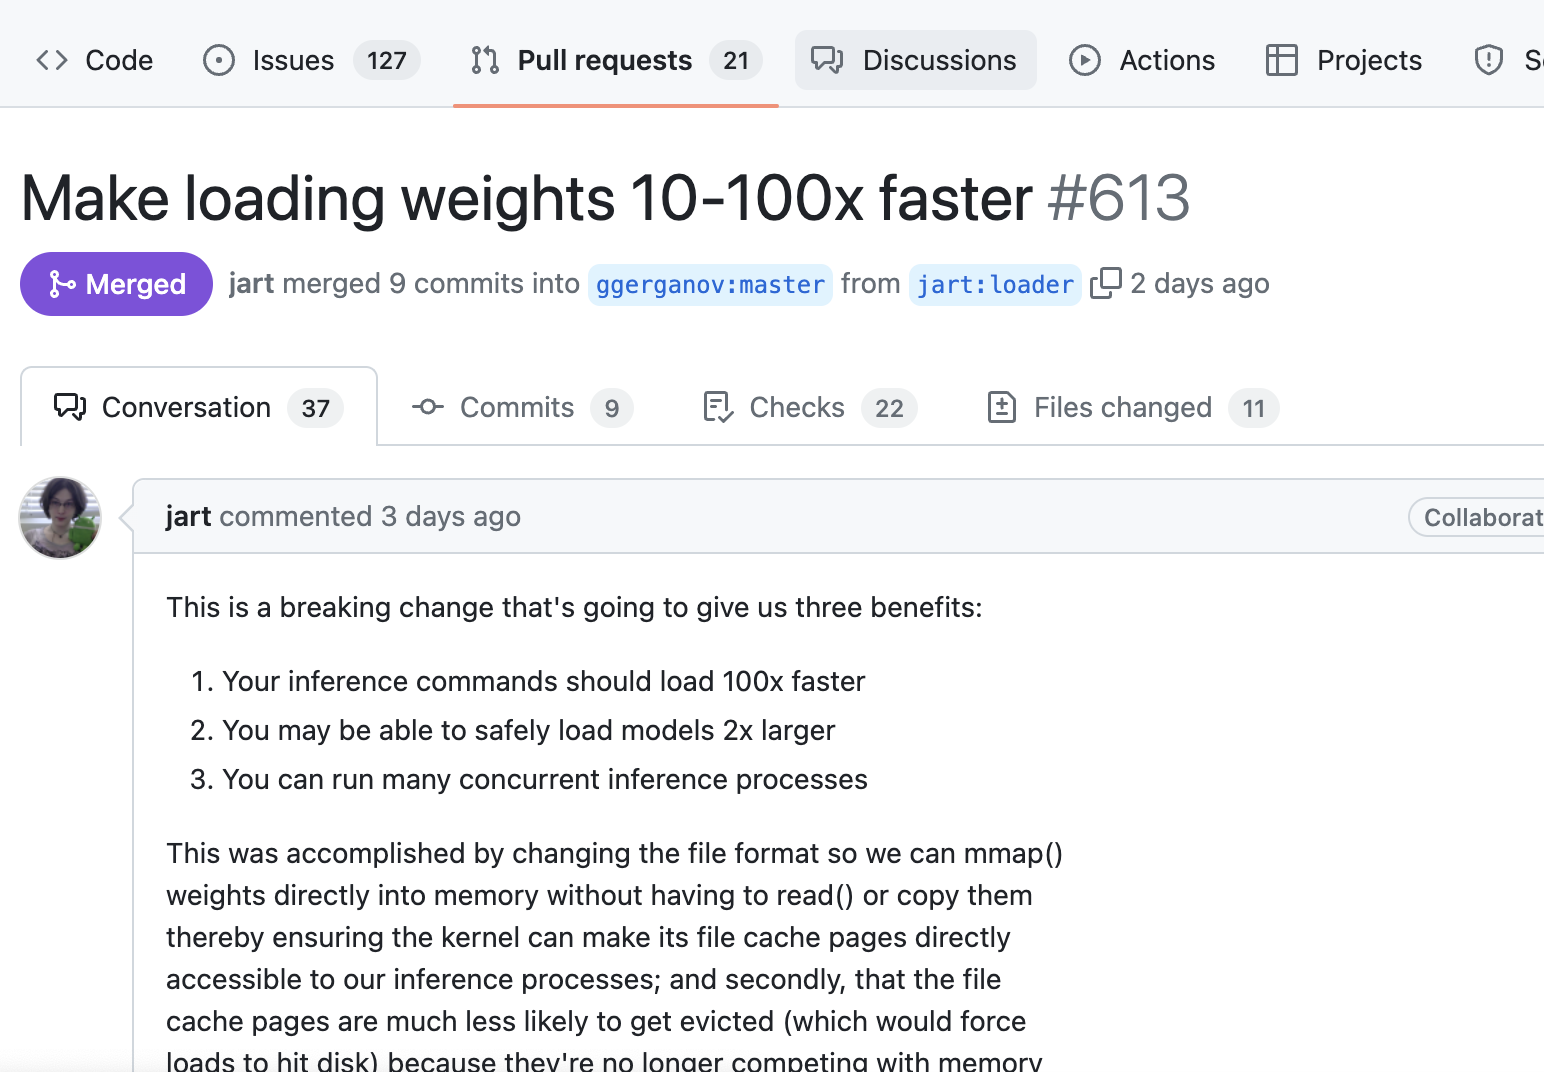 Code Issues 127 Pull requests 21 Discussions Actions Projects
Make loading weights 10-100x faster #613
Merged jart merged 9 commits into ggerganov:master from jart:loader 2 days ago
Conversation 37 Commits 9 Checks 22 Files changed 11
jart commented 3 days ago
This is a breaking change that's going to give us three benefits:
1. Your inference commands should load 100x faster
2. You may be able to safely load models 2x larger
3. You can run many concurrent inference processes
This was accomplished by changing the file format so we can mmap()
weights directly into memory without having to read() or copy them
thereby ensuring the kernel can make its file cache pages directly
accessible to our inference processes; and secondly, that the file
cache pages are much less likely to get evicted (which would force
loads to hit disk) because they're no longer competing with memory